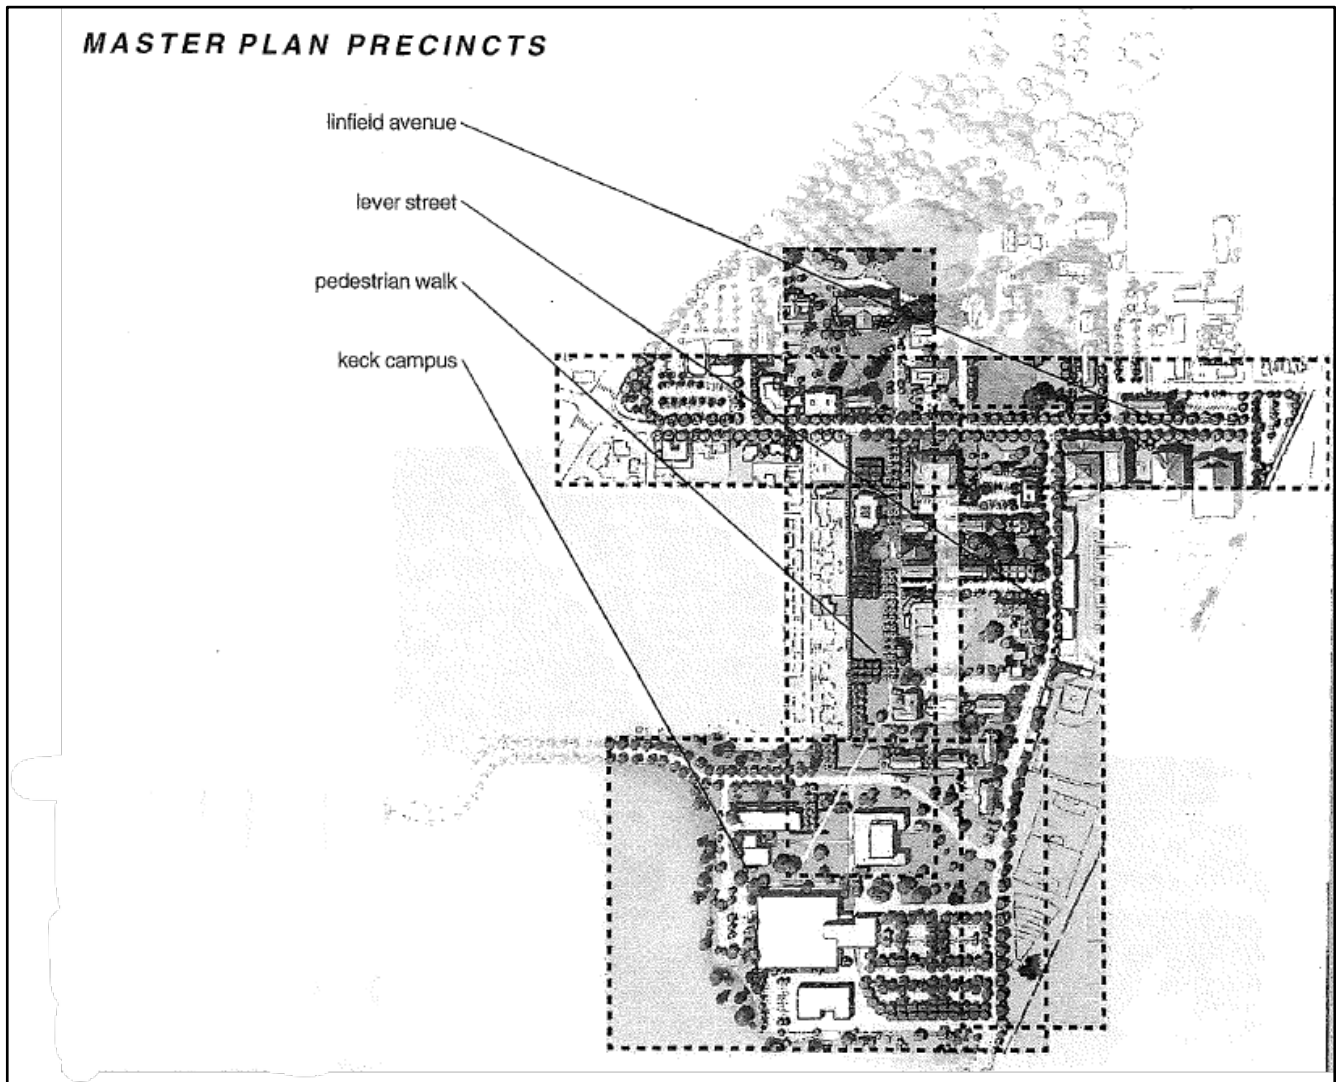 MASTER PLAN PRECINCTS
linfield avenue
lever street
pedestrian walk
keck campus